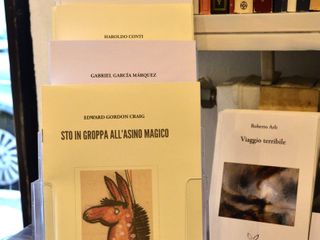 HAROLDO CONTI
GABRIEL GARCÍA MÁRQUEZ
EDWARD GORDON CRAIG
STO IN GROPPA ALL'ASINO MAGICO
Roberto Arlt
Viaggio terribile